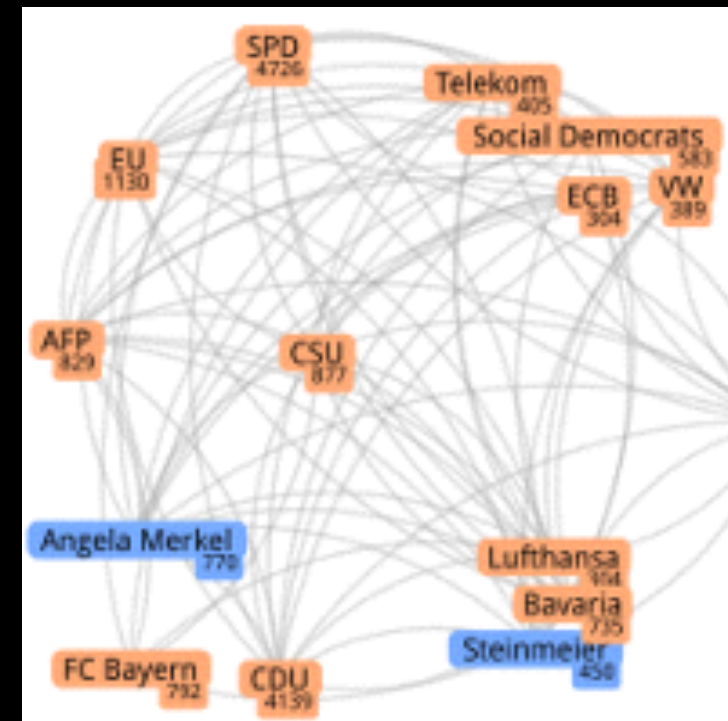 SPD
4726
Telekom
405
Social Democrats
583
EU
1130
ECB
304
VW
389
AFP
829
CSU
877
Angela Merkel
770
Lufthansa
Bavaria
735
Steinmeier
450
FC Bayern
792
CDU
4139